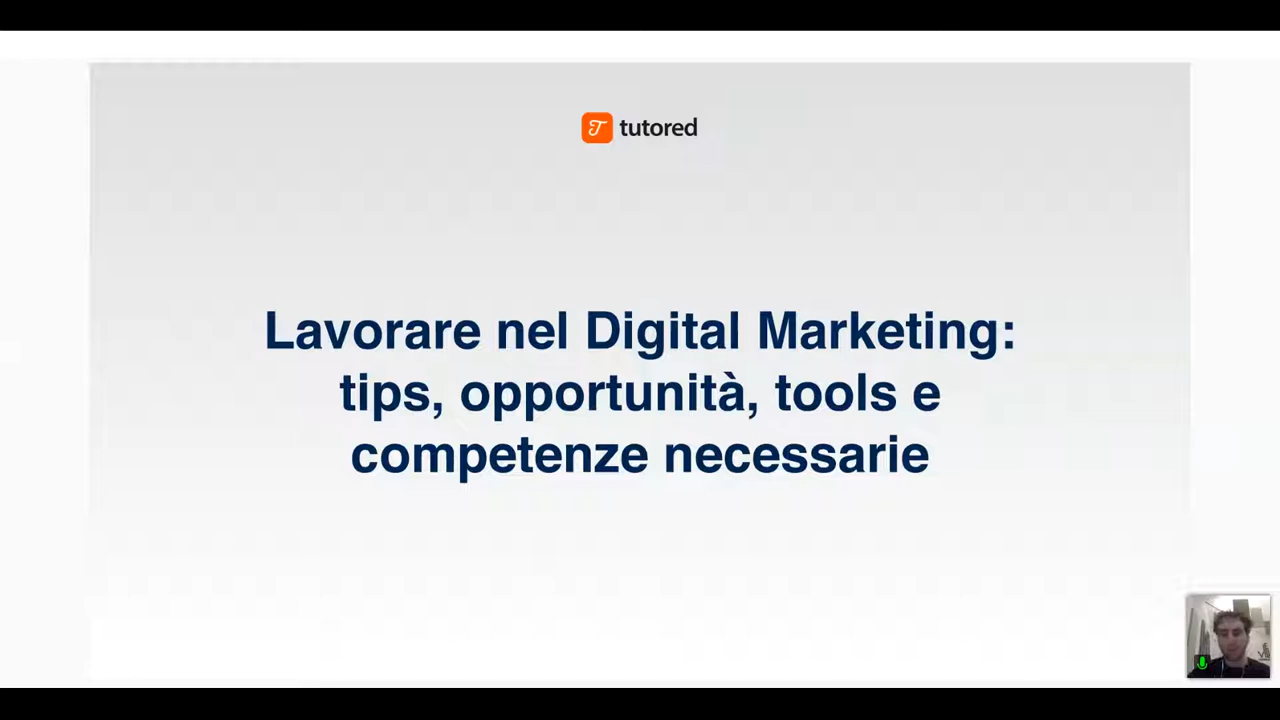 tutored
Lavorare nel Digital Marketing:
tips, opportunità, tools e
competenze necessarie